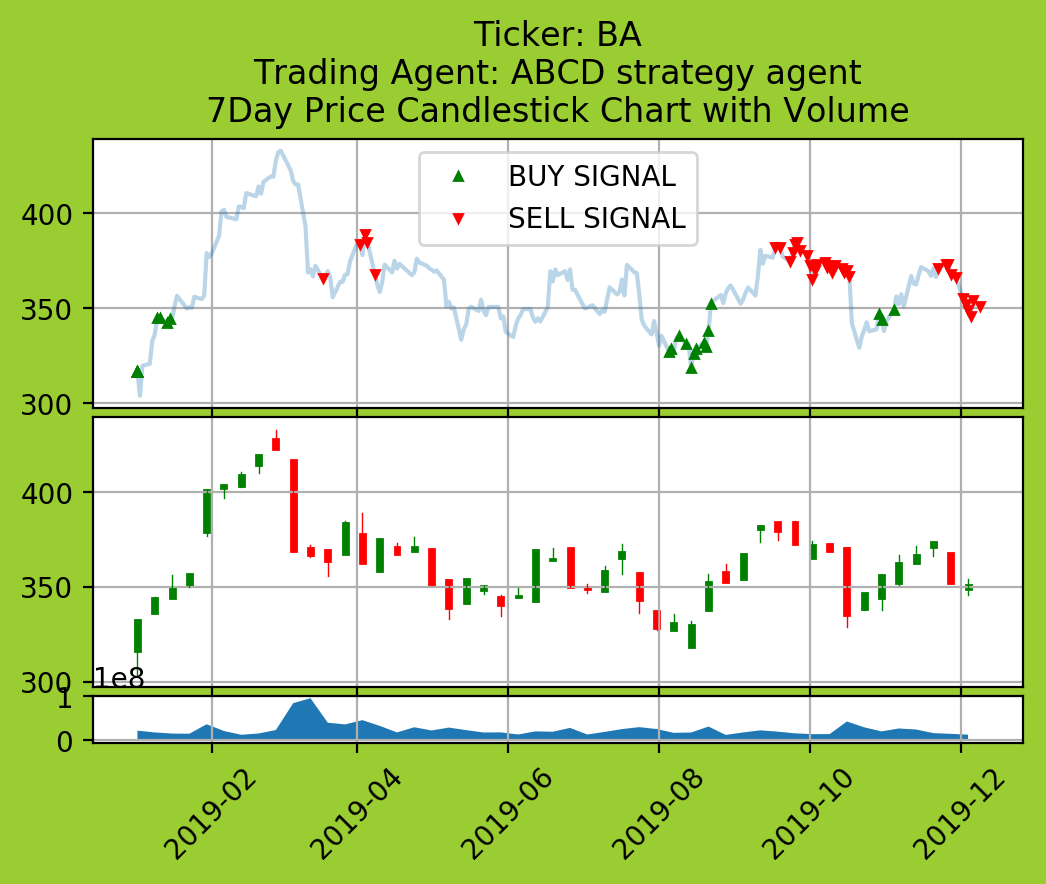 Ticker: BA
Trading Agent: ABCD strategy agent
7Day Price Candlestick Chart with Volume
BUY SIGNAL
SELL SIGNAL
400
350
300
400
350
300
1e8
1
0
2019-02
2019-04
2019-06
2019-08
2019-10
2019-12